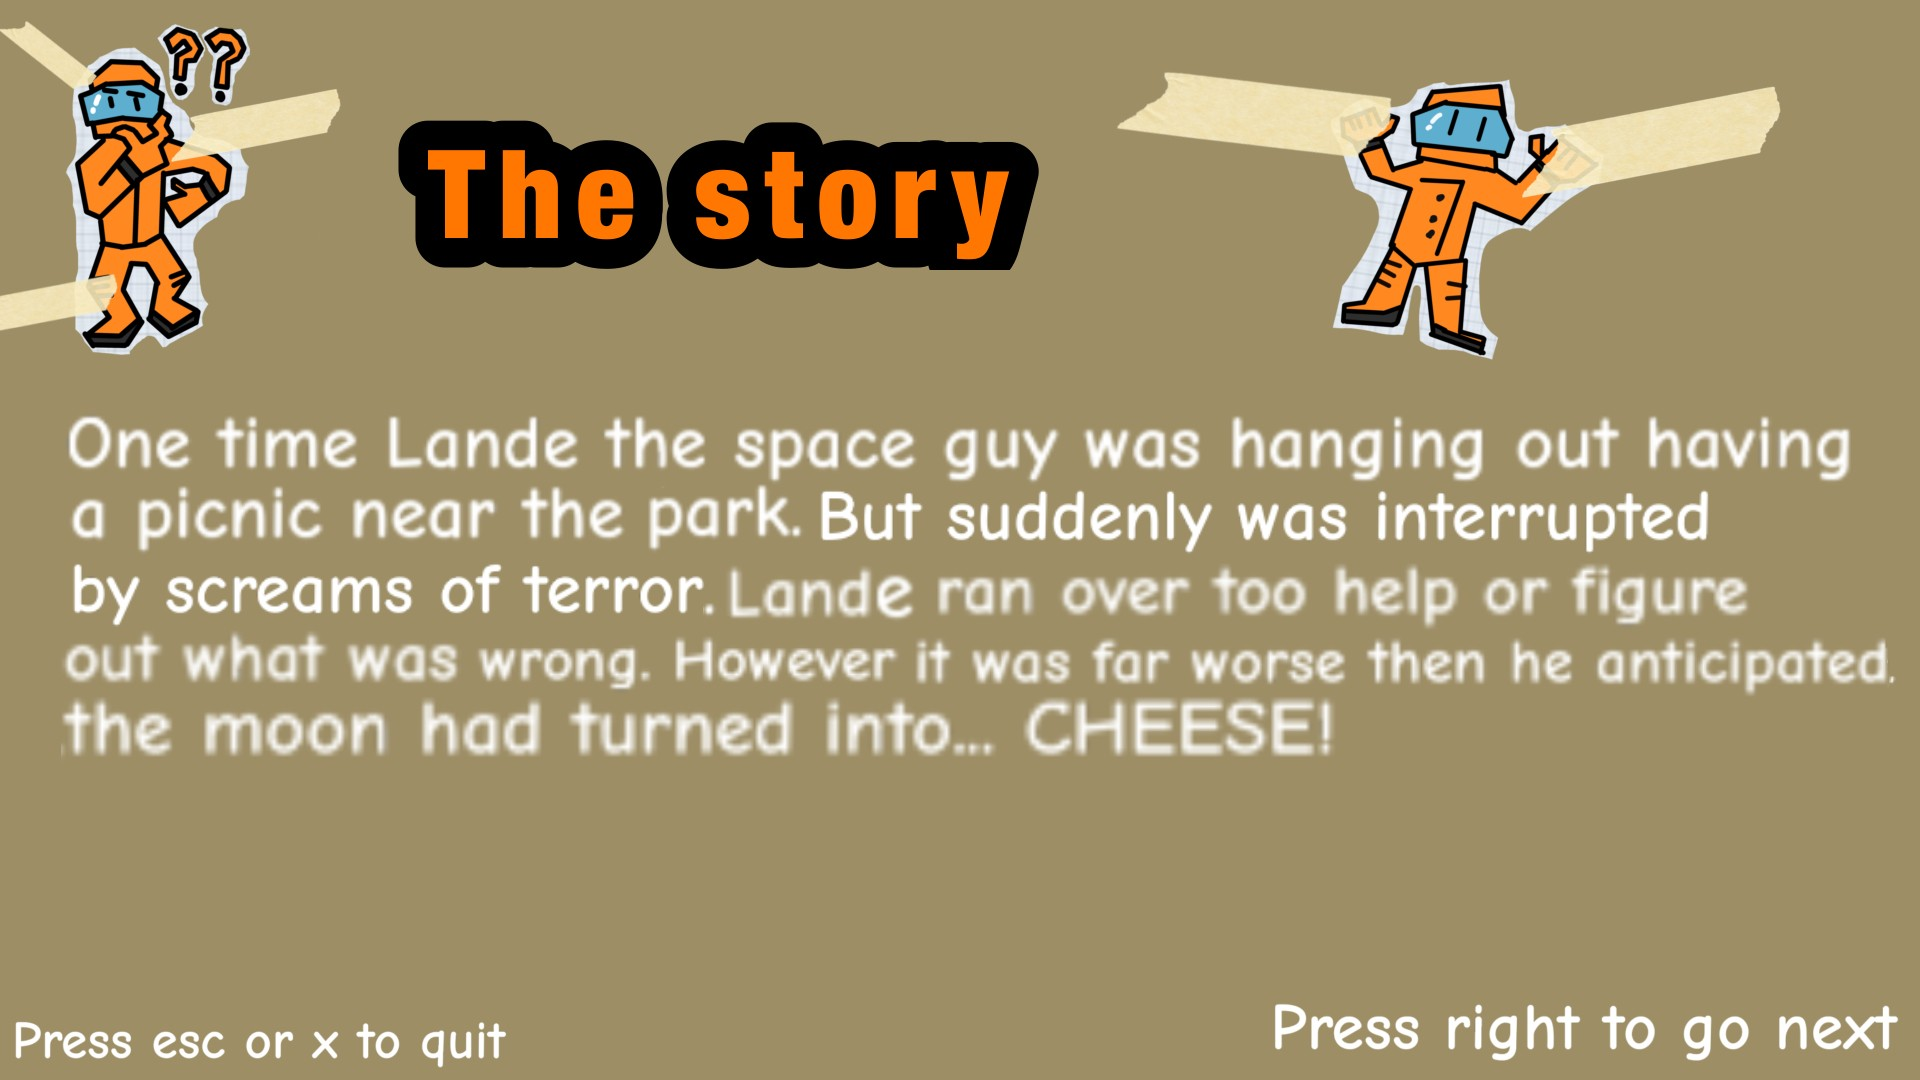 ??
The story
One time Lande the space guy was hanging out having
a picnic near the park. But suddenly was interrupted
by screams of terror. Lande ran over too help or figure
out what was wrong. However it was far worse then he anticipated.
the moon had turned into... CHEESE!
Press esc or x to quit
Press right to go next